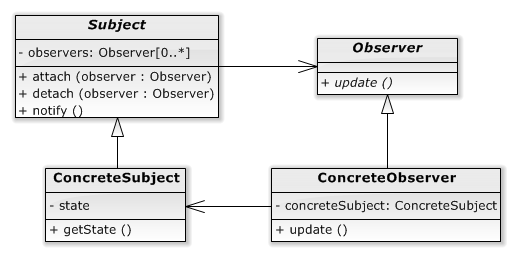 Subject
- observers: Observer[0..*]
+ attach (observer : Observer)
+ detach (observer : Observer)
+ notify ()
Observer
+ update ()
ConcreteSubject
- state
+ getState ()
ConcreteObserver
- concreteSubject: ConcreteSubject
+ update ()